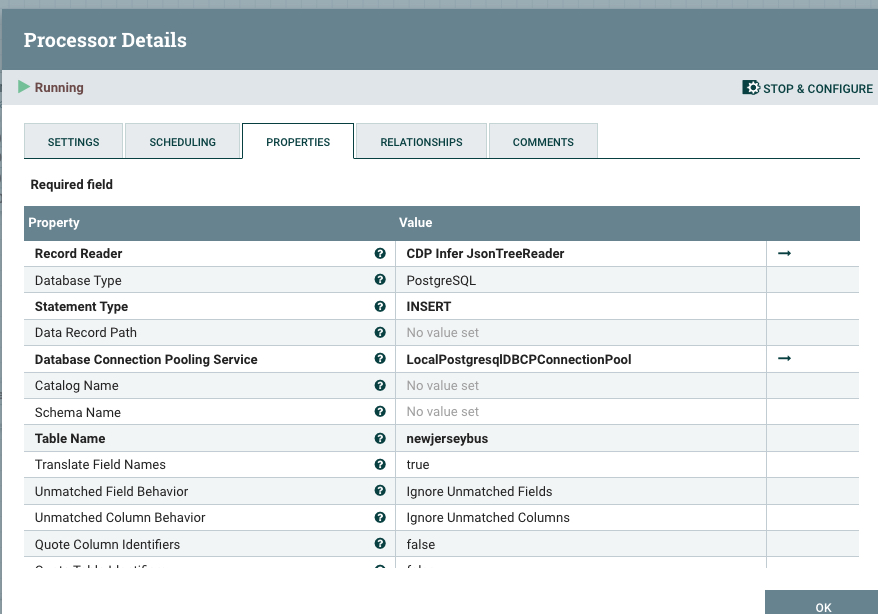 Processor Details
Running
STOP & CONFIGURE
SETTINGS SCHEDULING PROPERTIES RELATIONSHIPS COMMENTS
Required field
Property Value
Record Reader CDP Infer JsonTreeReader
Database Type PostgreSQL
Statement Type INSERT
Data Record Path No value set
Database Connection Pooling Service LocalPostgresqlDBCPConnectionPool
Catalog Name No value set
Schema Name No value set
Table Name newjerseybus
Translate Field Names true
Unmatched Field Behavior Ignore Unmatched Fields
Unmatched Column Behavior Ignore Unmatched Columns
Quote Column Identifiers false
OK